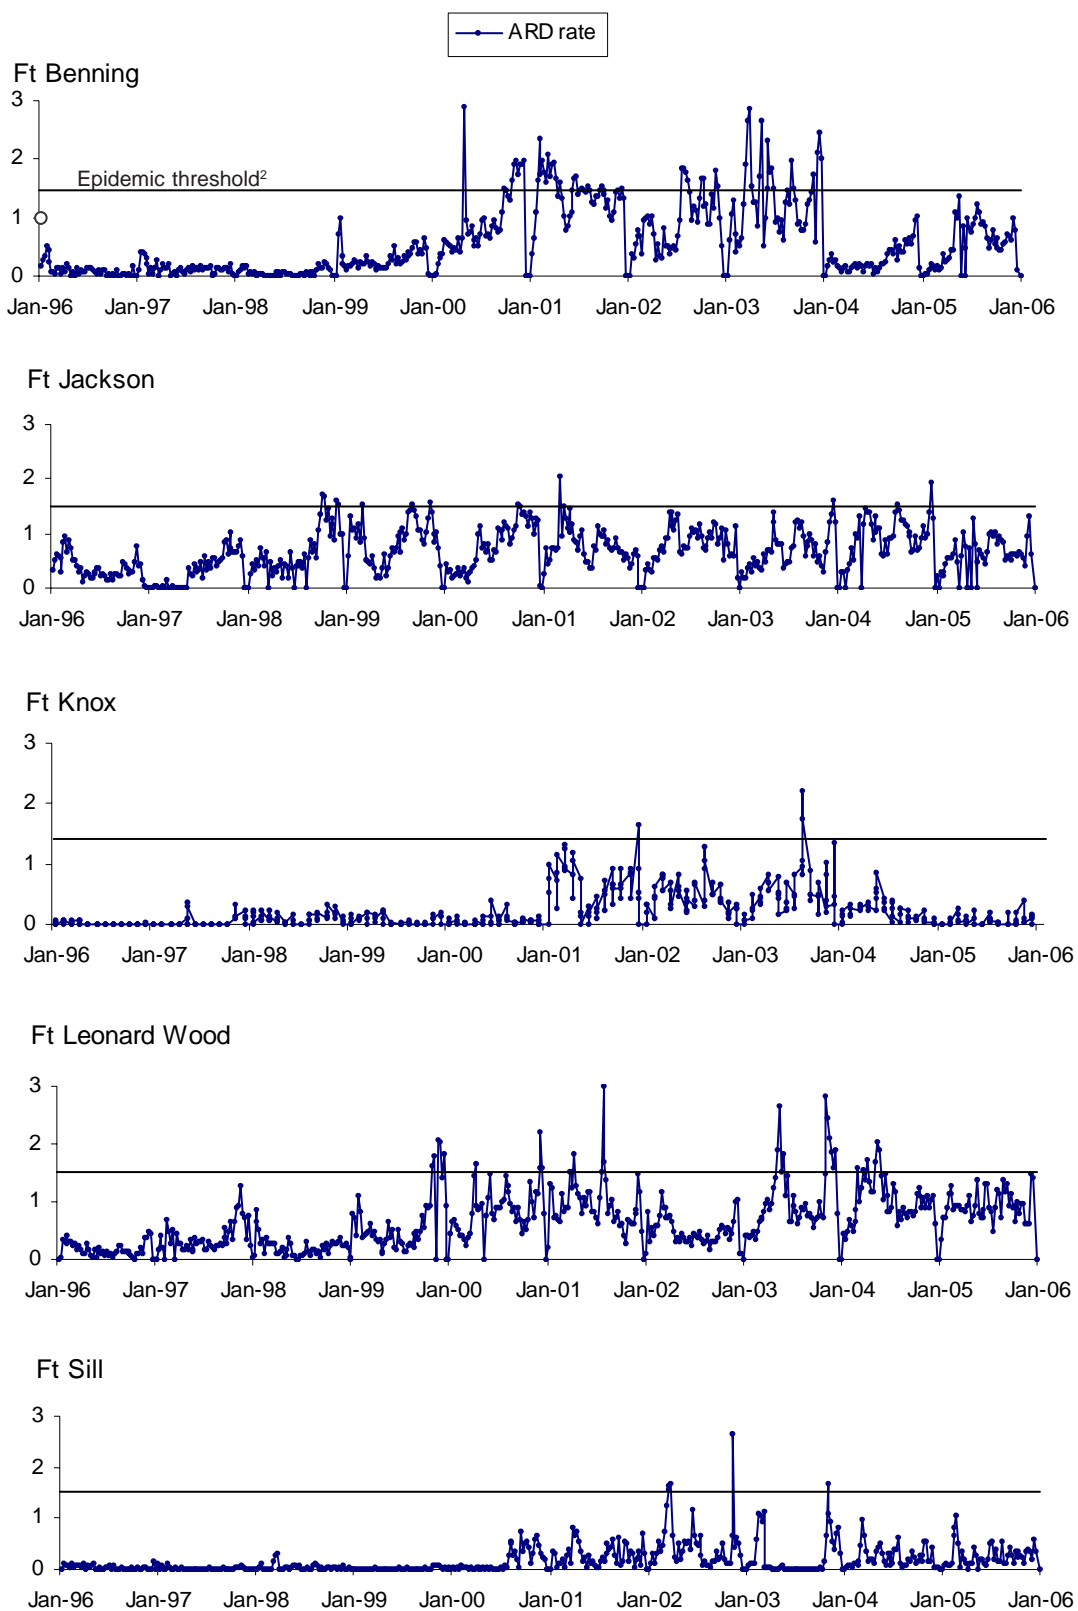 ARD rate
Ft Benning
3
2
Epidemic threshold²
1
0
Jan-96 Jan-97 Jan-98 Jan-99 Jan-00 Jan-01 Jan-02 Jan-03 Jan-04 Jan-05 Jan-06
Ft Jackson
3
2
1
0
Jan-96 Jan-97 Jan-98 Jan-99 Jan-00 Jan-01 Jan-02 Jan-03 Jan-04 Jan-05 Jan-06
Ft Knox
3
2
1
0
Jan-96 Jan-97 Jan-98 Jan-99 Jan-00 Jan-01 Jan-02 Jan-03 Jan-04 Jan-05 Jan-06
Ft Leonard Wood
3
2
1
0
Jan-96 Jan-97 Jan-98 Jan-99 Jan-00 Jan-01 Jan-02 Jan-03 Jan-04 Jan-05 Jan-06
Ft Sill
3
2
1
0
Jan-96 Jan-97 Jan-98 Jan-99 Jan-00 Jan-01 Jan-02 Jan-03 Jan-04 Jan-05 Jan-06